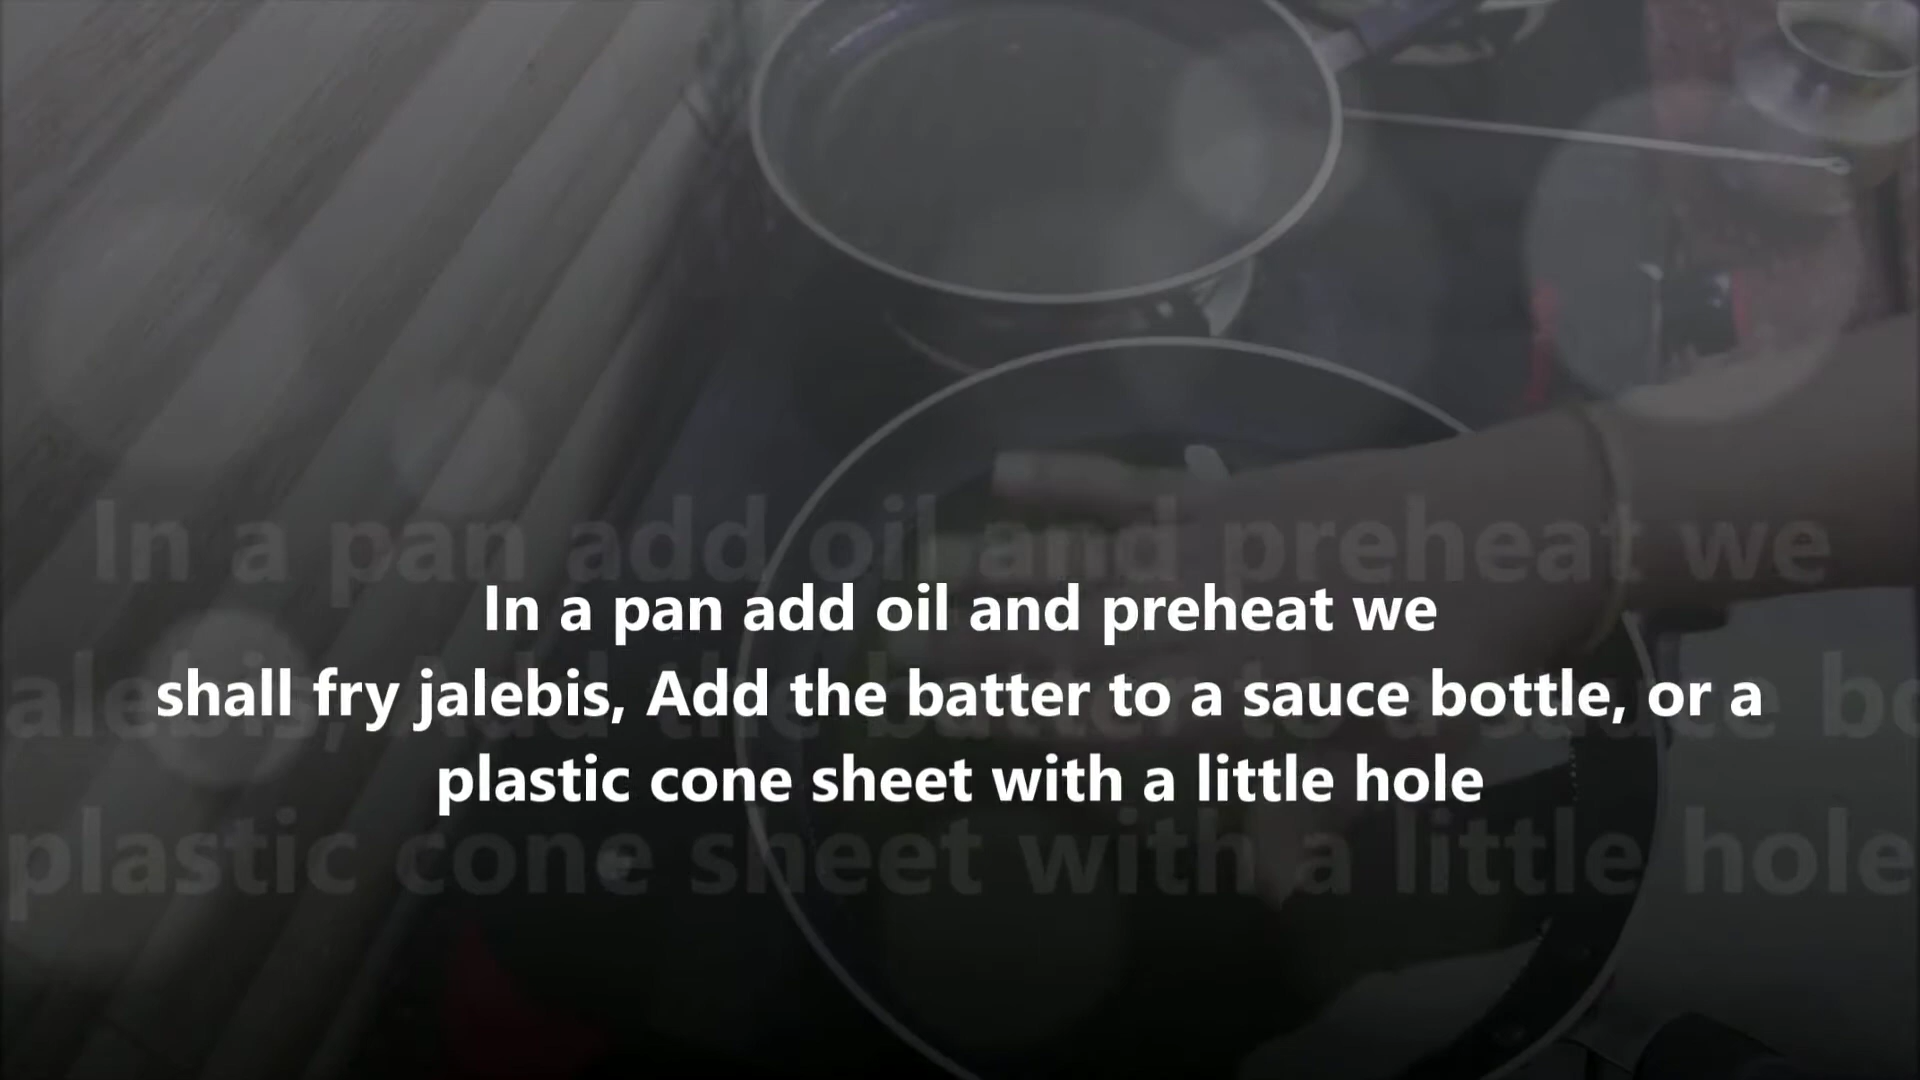 In a pan add oil and preheat we
shall fry jalebis, Add the batter to a sauce bottle, or a
plastic cone sheet with a little hole